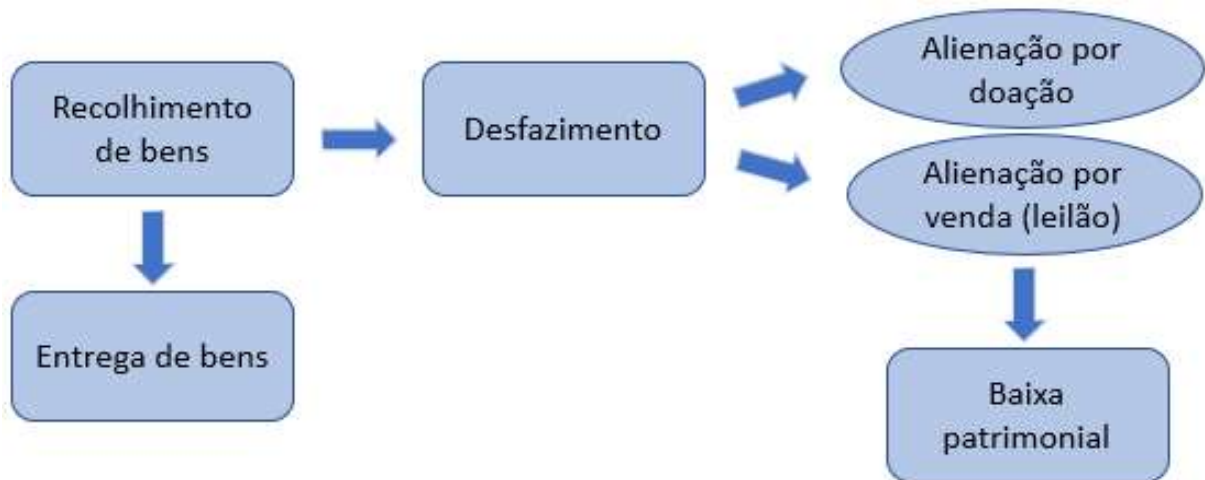 Recolhimento
de bens
Desfazimento
Alienação por
doação
Alienação por
venda (leilão)
Entrega de bens
Baixa
patrimonial